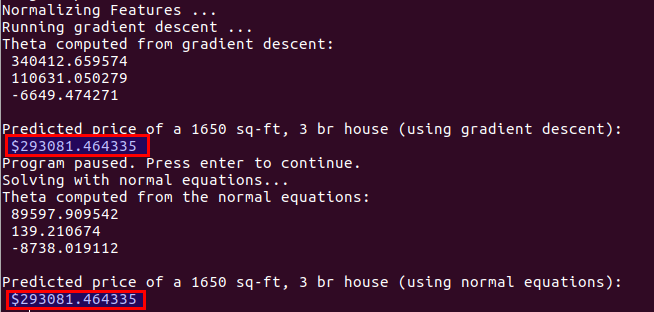 Normalizing Features ...
Running gradient descent ...
Theta computed from gradient descent:
340412.659574
110631.050279
-6649.474271
Predicted price of a 1650 sq-ft, 3 br house (using gradient descent):
$293081.464335
Program paused. Press enter to continue.
Solving with normal equations...
Theta computed from the normal equations:
89597.909542
139.210674
-8738.019112
Predicted price of a 1650 sq-ft, 3 br house (using normal equations):
$293081.464335